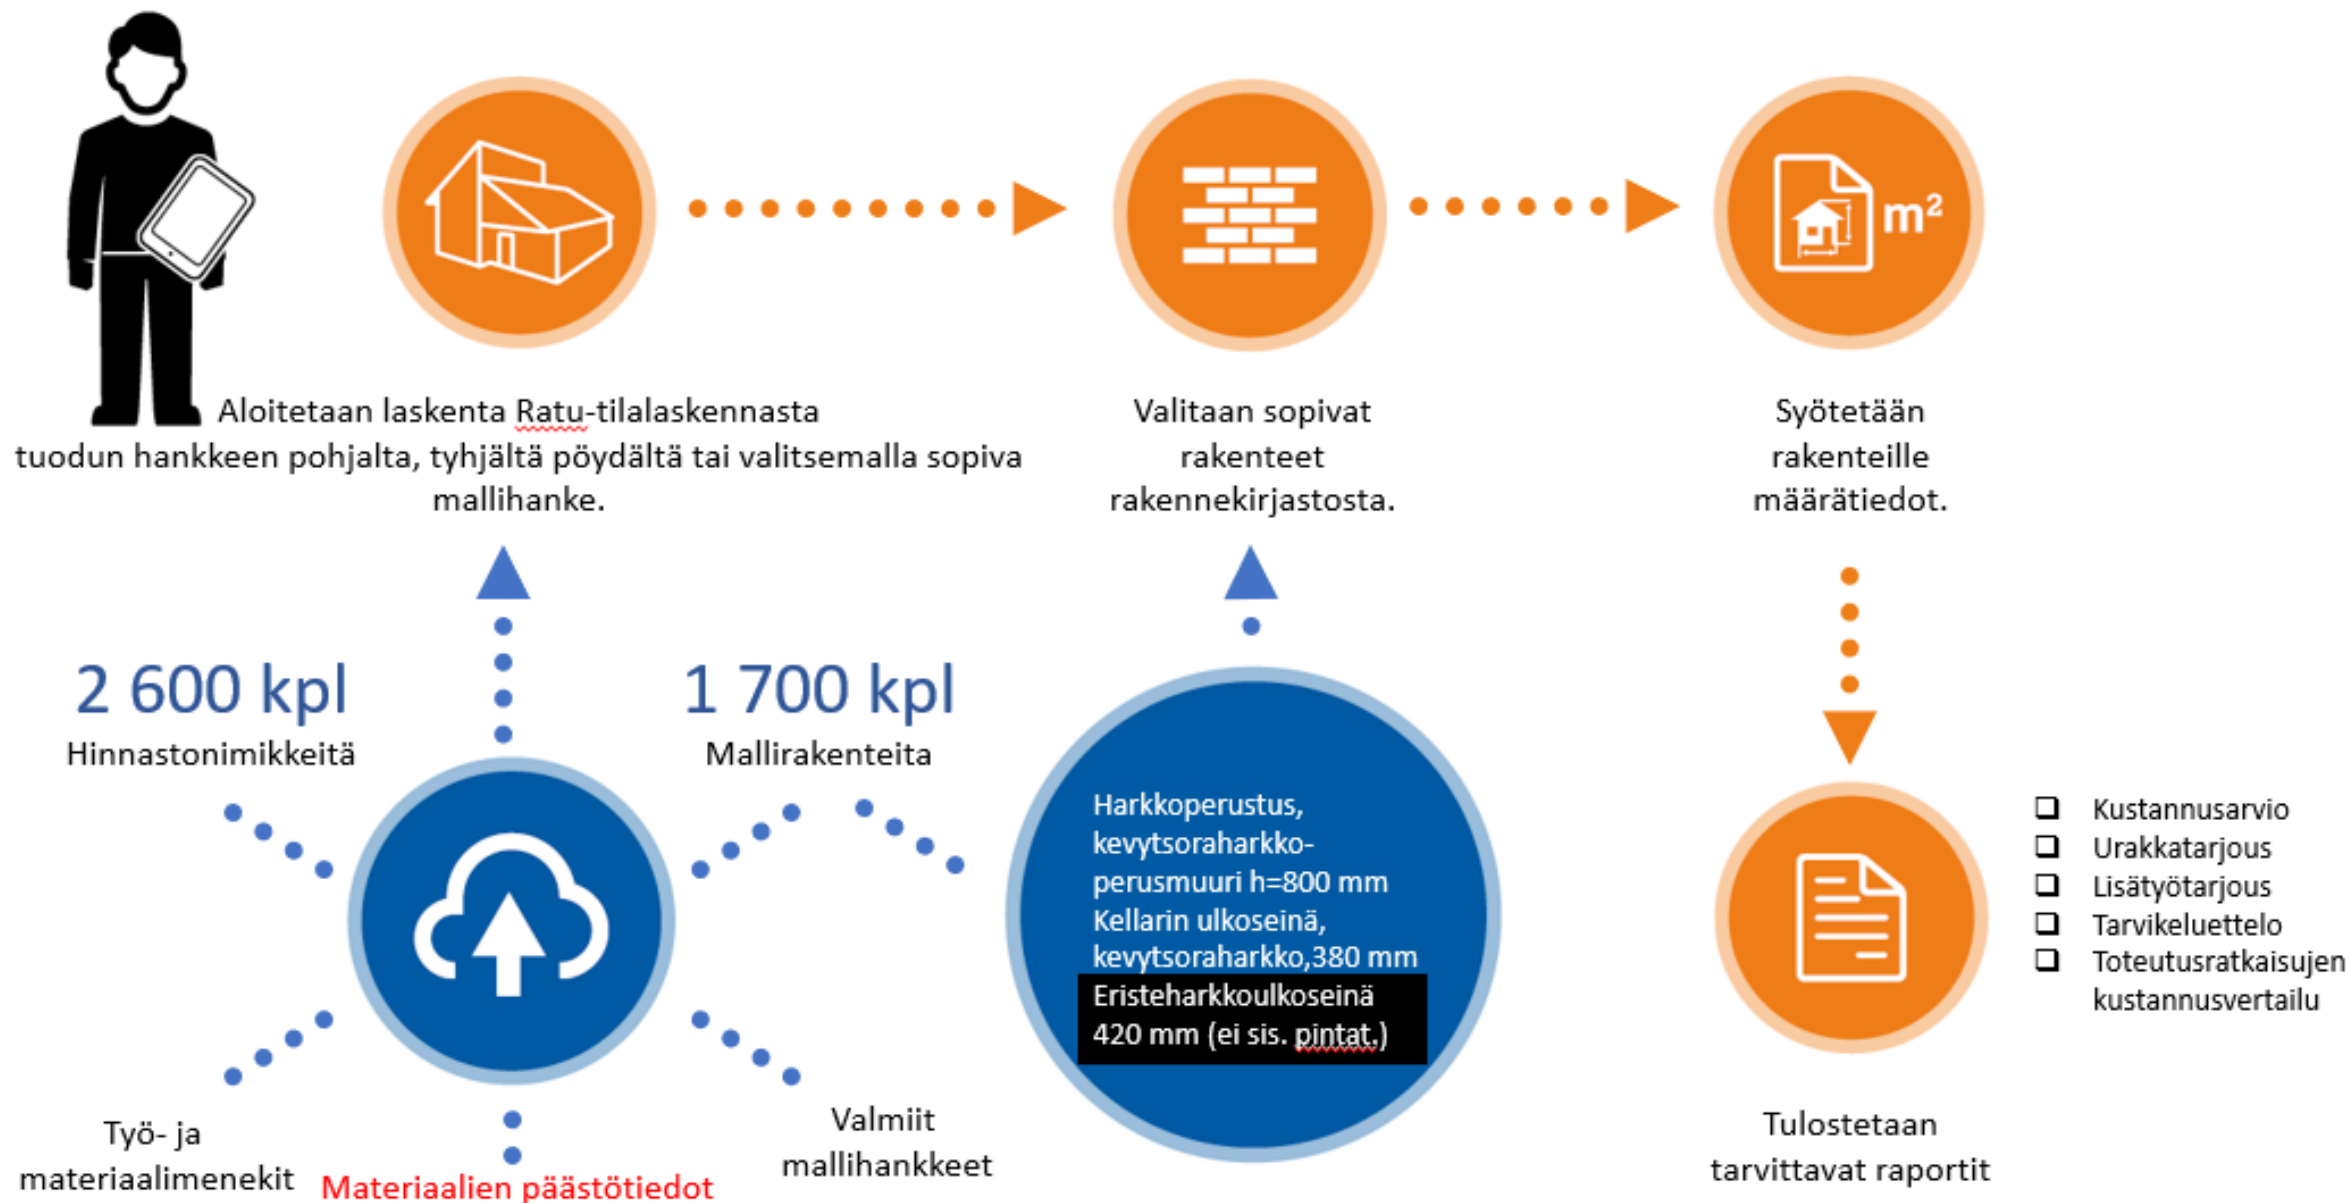 m²
Aloitetaan laskenta Ratu-tilalaskennasta
tuodun hankkeen pohjalta, tyhjältä pöydältä tai valitsemalla sopiva
mallihanke.
Valitaan sopivat
rakenteet
rakennekirjastosta.
Syötetään
rakenteille
määrätiedot.
2 600 kpl
Hinnastonimikkeitä
1 700 kpl
Mallirakenteita
Harkkoperustus,
kevytsoraharkko-
perusmuuri h=800 mm
Kellarin ulkoseinä,
kevytsoraharkko,380 mm
Eristeharkkoulkoseinä
420 mm (ei sis. pintat.)
Kustannusarvio
Urakkatarjous
Lisätyötarjous
Tarvikeluettelo
Toteutusratkaisujen
kustannusvertailu
Työ- ja
materiaalimenekit
Materiaalien päästötiedot
Valmiit
mallihankkeet
Tulostetaan
tarvittavat raportit